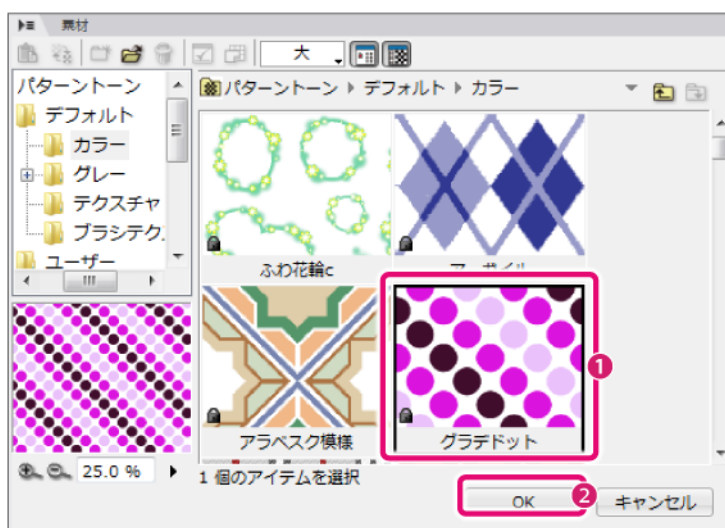 素材
大
パターントーン
デフォルト
カラー
グレー
テクスチャ
ブラシテク
ユーザー
パターントーン デフォルト カラー
ふわ花輪c
アラベスク模様
グラデドット
1
25.0 %
1 個のアイテムを選択
OK
2
キャンセル